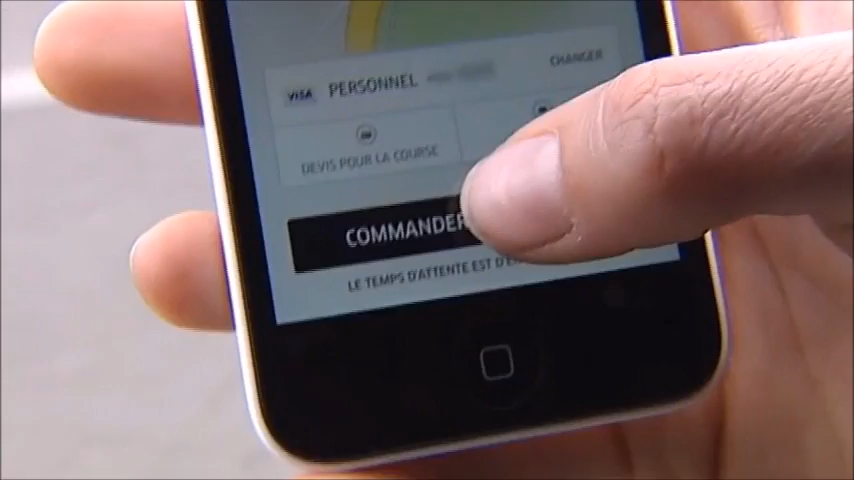 VISA PERSONNEL CHANGER
DEVIS POUR LA COURSE
COMMANDER
LE TEMPS D'ATTENTE EST